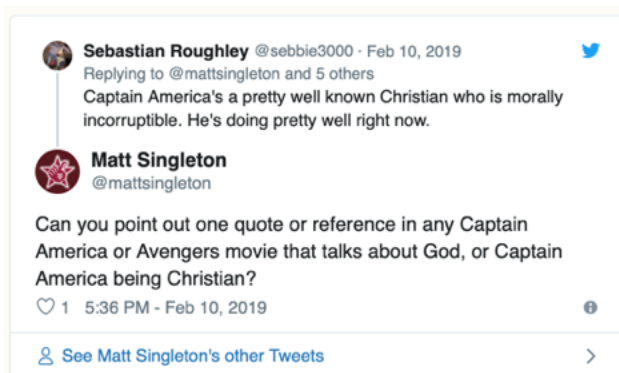 Sebastian Roughley @sebbie3000 · Feb 10, 2019
Replying to @mattsingleton and 5 others
Captain America's a pretty well known Christian who is morally
incorruptible. He's doing pretty well right now.
Matt Singleton
@mattsingleton
Can you point out one quote or reference in any Captain
America or Avengers movie that talks about God, or Captain
America being Christian?
1 5:36 PM - Feb 10, 2019
See Matt Singleton's other Tweets